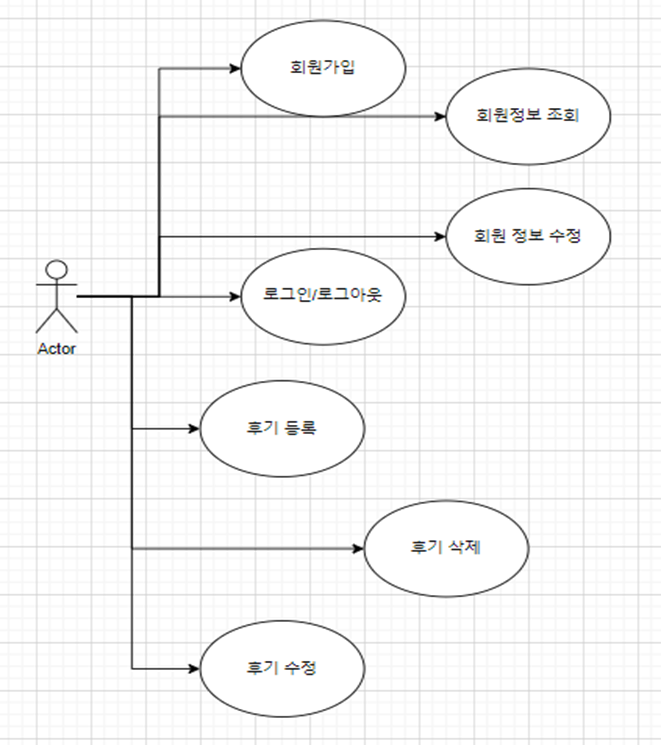 회원가입
회원정보 조회
회원 정보 수정
로그인/로그아웃
Actor
후기 등록
후기 삭제
후기 수정